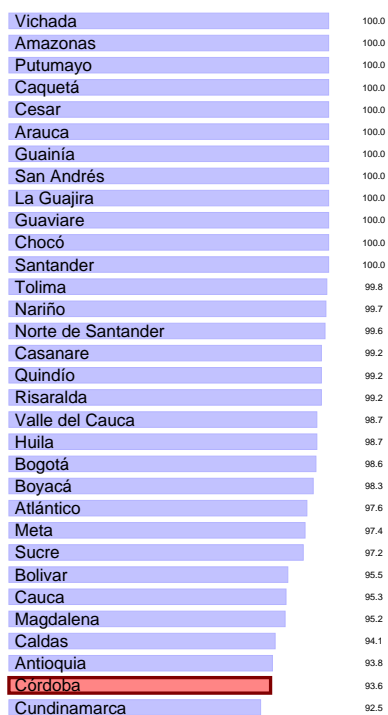 Vichada 100.0
Amazonas 100.0
Putumayo 100.0
Caquetá 100.0
Cesar 100.0
Arauca 100.0
Guainía 100.0
San Andrés 100.0
La Guajira 100.0
Guaviare 100.0
Chocó 100.0
Santander 100.0
Tolima 99.8
Nariño 99.7
Norte de Santander 99.6
Casanare 99.2
Quindío 99.2
Risaralda 99.2
Valle del Cauca 98.7
Huila 98.7
Bogotá 98.6
Boyacá 98.3
Atlántico 97.6
Meta 97.4
Sucre 97.2
Bolivar 95.5
Cauca 95.3
Magdalena 95.2
Caldas 94.1
Antioquia 93.8
Córdoba 93.6
Cundinamarca 92.5